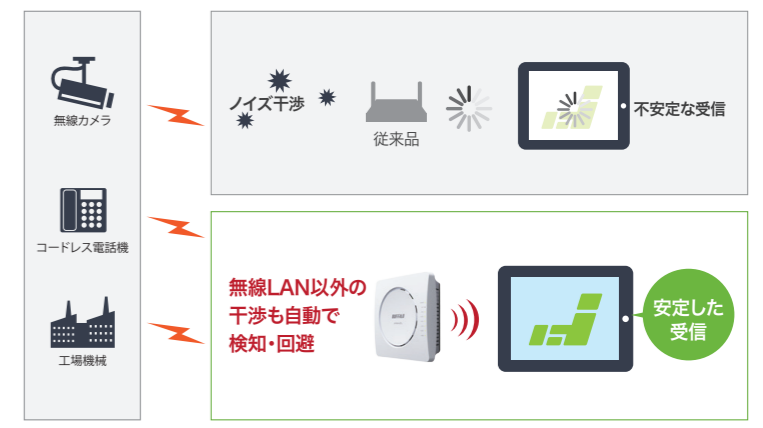 無線カメラ
コードレス電話機
工場機械
ノイズ干渉
従来品
不安定な受信
無線LAN以外の
干渉も自動で
検知・回避
安定した
受信